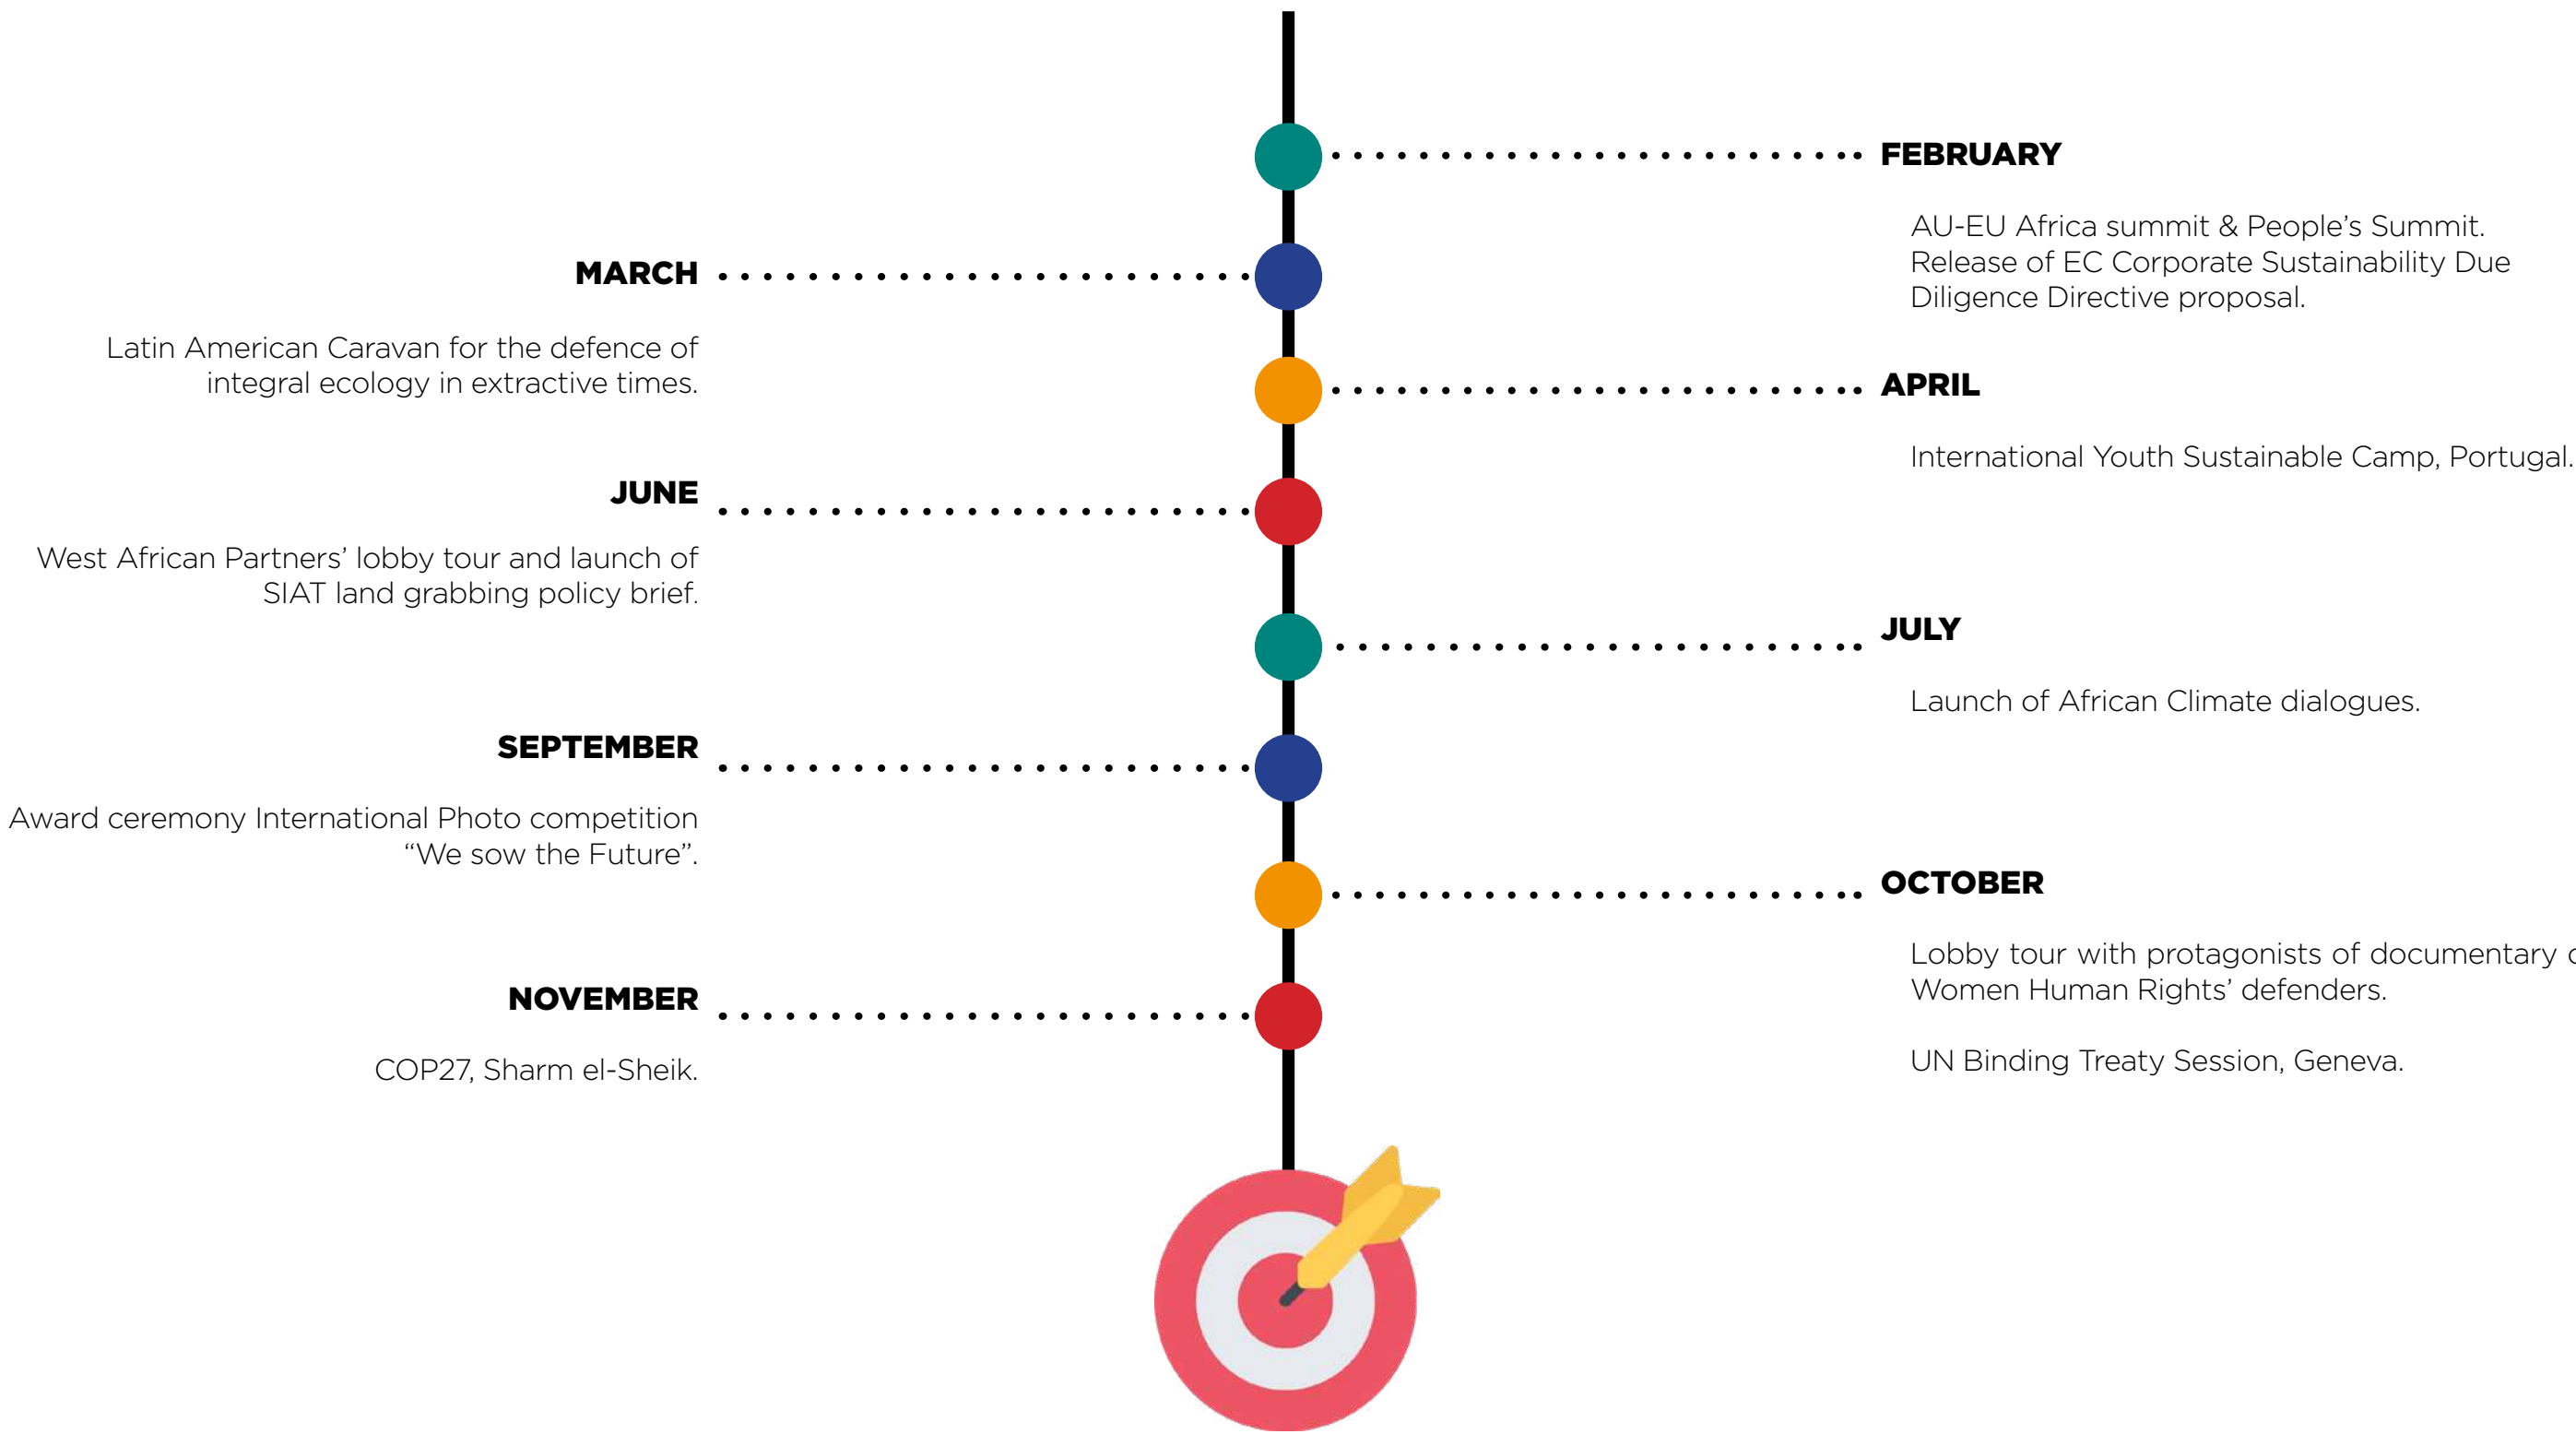 FEBRUARY
AU-EU Africa summit & People’s Summit.
Release of EC Corporate Sustainability Due
Diligence Directive proposal.
MARCH
Latin American Caravan for the defence of
integral ecology in extractive times.
APRIL
International Youth Sustainable Camp, Portugal.
JUNE
West African Partners’ lobby tour and launch of
SIAT land grabbing policy brief.
JULY
Launch of African Climate dialogues.
SEPTEMBER
Award ceremony International Photo competition
“We sow the Future”.
OCTOBER
Lobby tour with protagonists of documentary
Women Human Rights’ defenders.
UN Binding Treaty Session, Geneva.
NOVEMBER
COP27, Sharm el-Sheik.